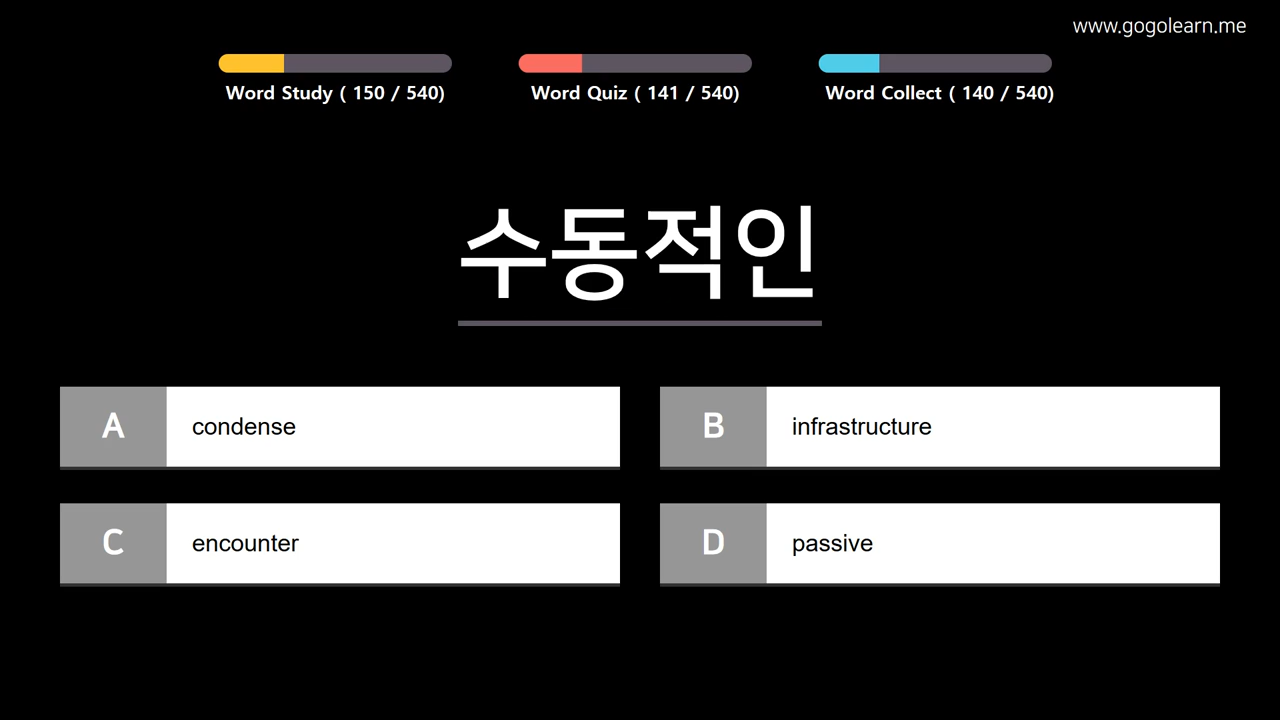 www.gogolearn.me
Word Study ( 150 / 540)
Word Quiz ( 141 / 540)
Word Collect ( 140 / 540)
수동적인
A condense
B infrastructure
C encounter
D passive